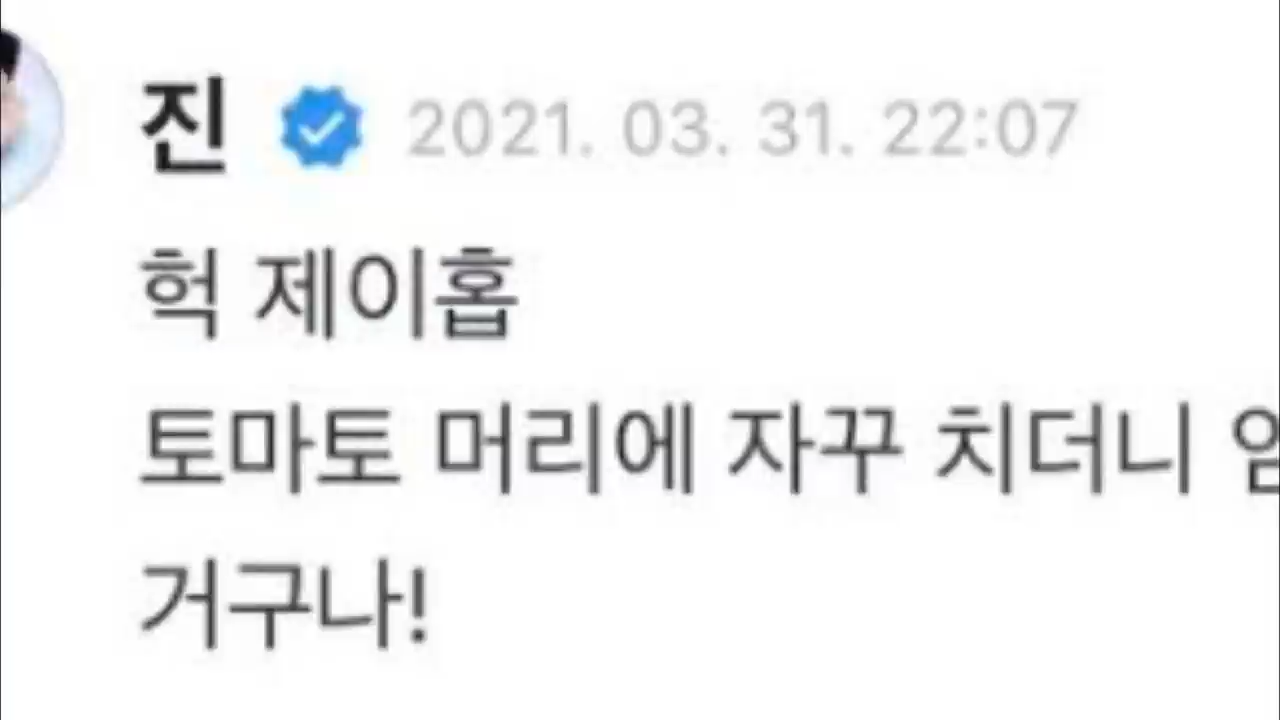 진 2021. 03. 31. 22:07
헉 제이홉
토마토 머리에 자꾸 치더니
거구나!